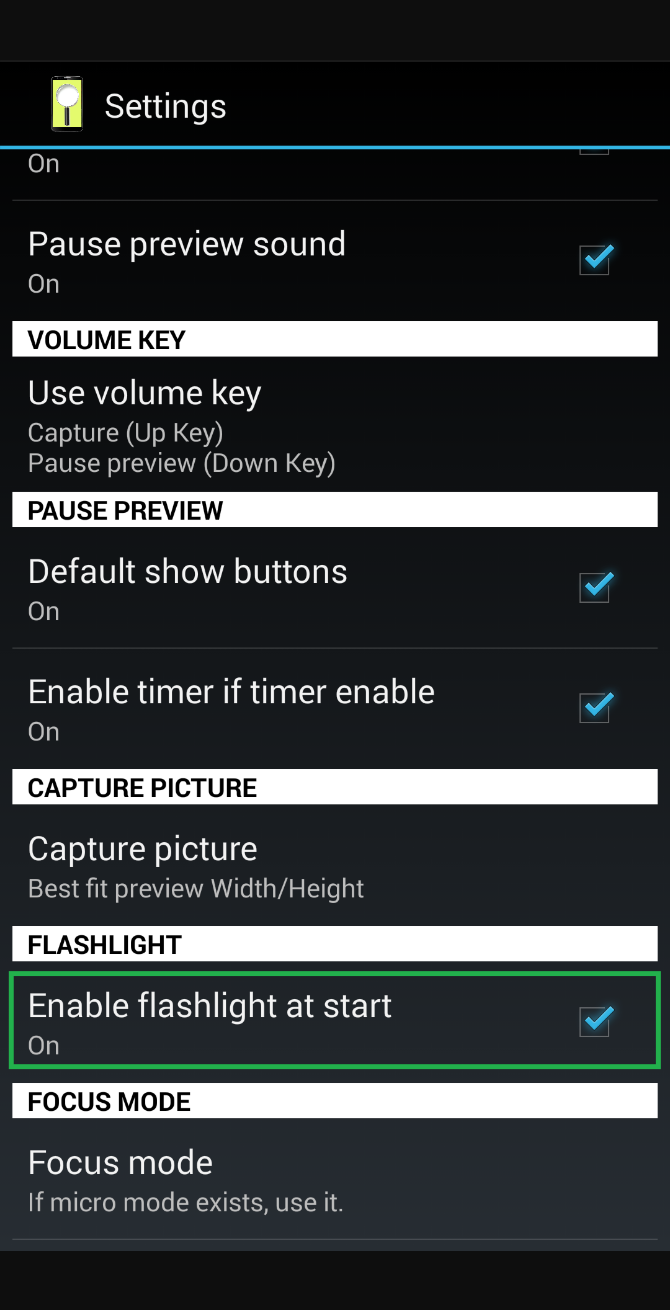 Settings
On
Pause preview sound
On
VOLUME KEY
Use volume key
Capture (Up Key)
Pause preview (Down Key)
PAUSE PREVIEW
Default show buttons
On
Enable timer if timer enable
On
CAPTURE PICTURE
Capture picture
Best fit preview Width/Height
FLASHLIGHT
Enable flashlight at start
On
FOCUS MODE
Focus mode
If micro mode exists, use it.